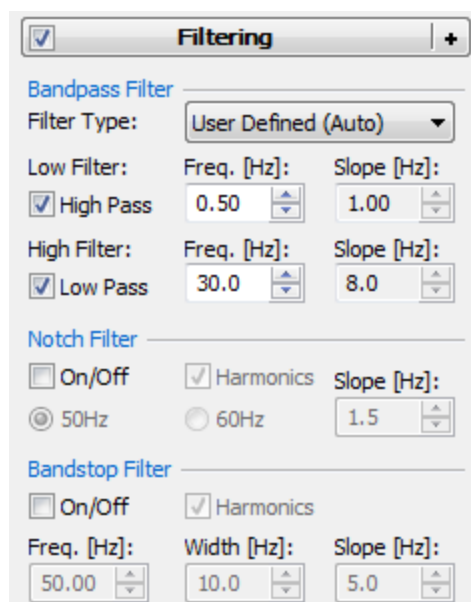 Filtering +
Bandpass Filter
Filter Type: User Defined (Auto)
Low Filter: Freq. [Hz]: Slope [Hz]:
High Pass 0.50 1.00
High Filter: Freq. [Hz]: Slope [Hz]:
Low Pass 30.0 8.0
Notch Filter
On/Off Harmonics Slope [Hz]:
50Hz 60Hz 1.5
Bandstop Filter
On/Off Harmonics
Freq. [Hz]: Width [Hz]: Slope [Hz]:
50.00 10.0 5.0